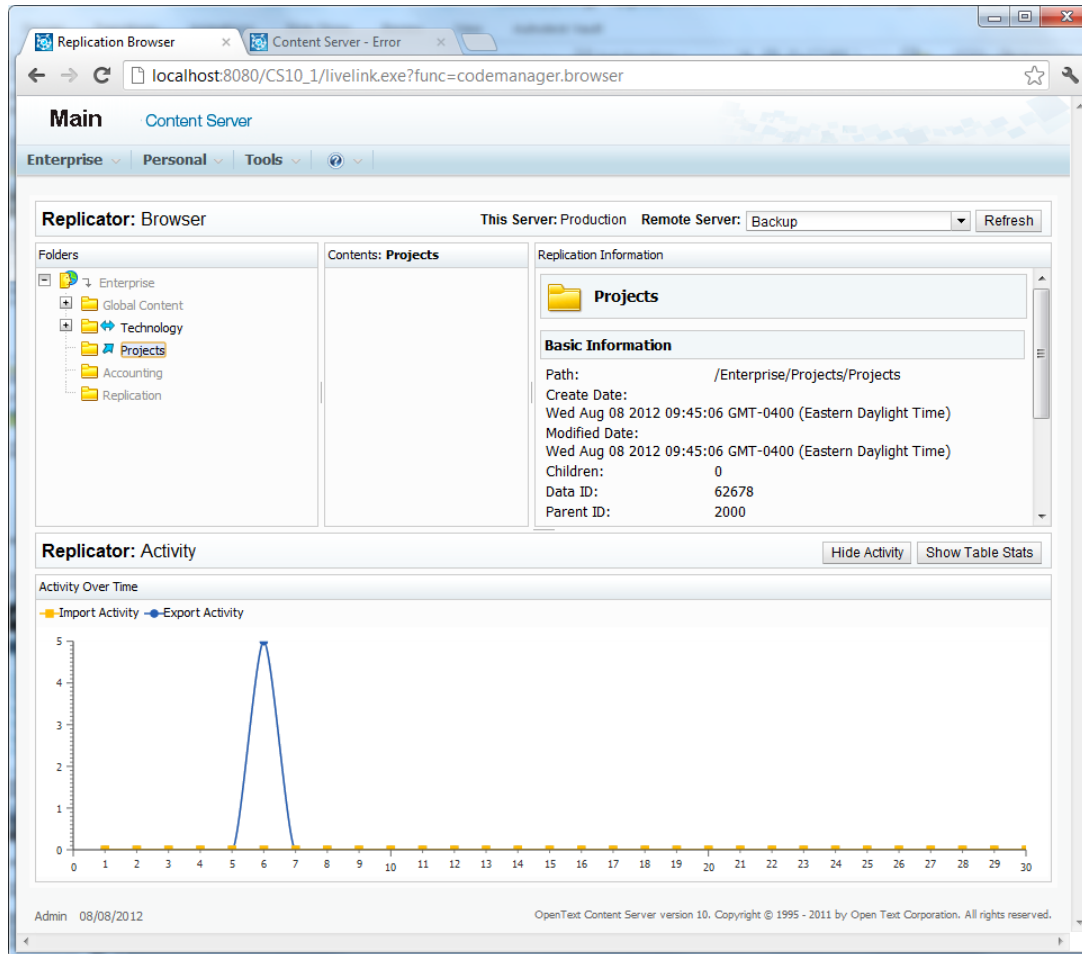 Replication Browser
Content Server - Error
localhost:8080/CS10_1/livelink.exe?func=codemanager.browser
Main Content Server
Enterprise Personal Tools
Replicator: Browser This Server: Production Remote Server: Backup Refresh
Folders
Enterprise
Global Content
Technology
Projects
Accounting
Replication
Contents: Projects
Replication Information
Projects
Basic Information
Path: /Enterprise/Projects/Projects
Create Date:
Wed Aug 08 2012 09:45:06 GMT-0400 (Eastern Daylight Time)
Modified Date:
Wed Aug 08 2012 09:45:06 GMT-0400 (Eastern Daylight Time)
Children: 0
Data ID: 62678
Parent ID: 2000
Replicator: Activity Hide Activity Show Table Stats
Activity Over Time
Import Activity Export Activity
5
4
3
2
1
0
0 1 2 3 4 5 6 7 8 9 10 11 12 13 14 15 16 17 18 19 20 21 22 23 24 25 26 27 28 29 30
Admin 08/08/2012 OpenText Content Server version 10. Copyright © 1995 - 2011 by Open Text Corporation. All rights reserved.